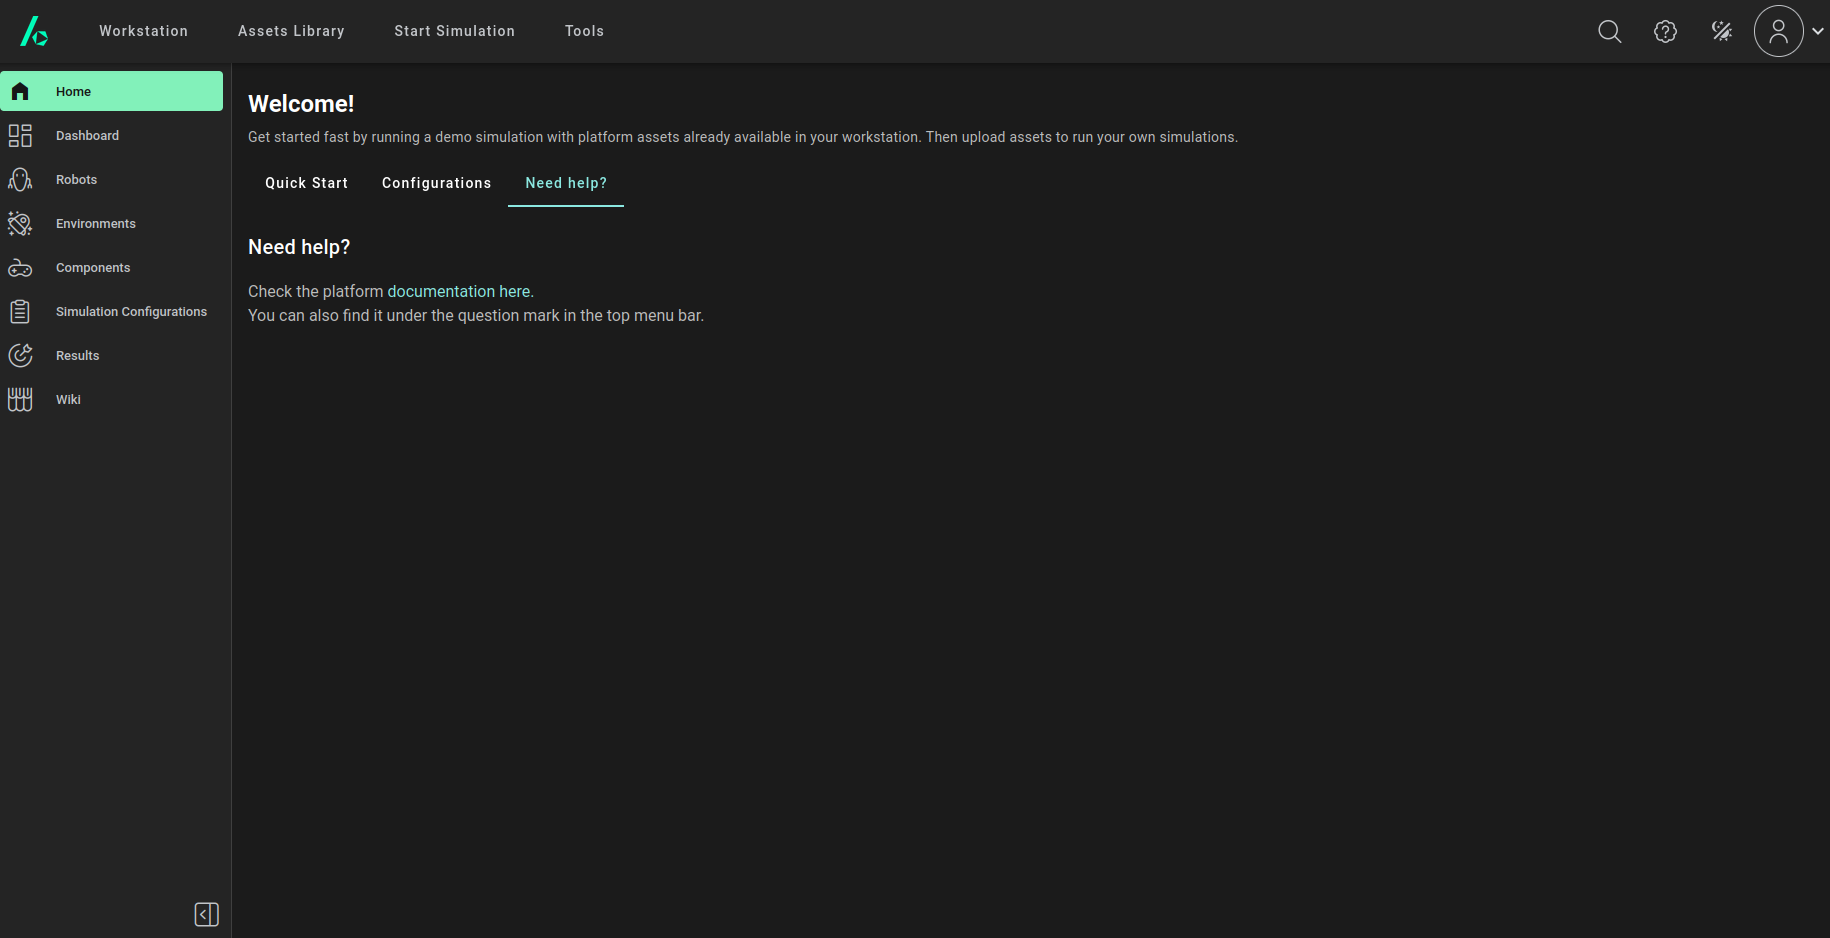 Workstation
Assets Library
Start Simulation
Tools
Home
Dashboard
Robots
Environments
Components
Simulation Configurations
Results
Wiki
Welcome!
Get started fast by running a demo simulation with platform assets already available in your workstation. Then upload assets to run your own simulations.
Quick Start
Configurations
Need help?
Need help?
Check the platform documentation here.
You can also find it under the question mark in the top menu bar.